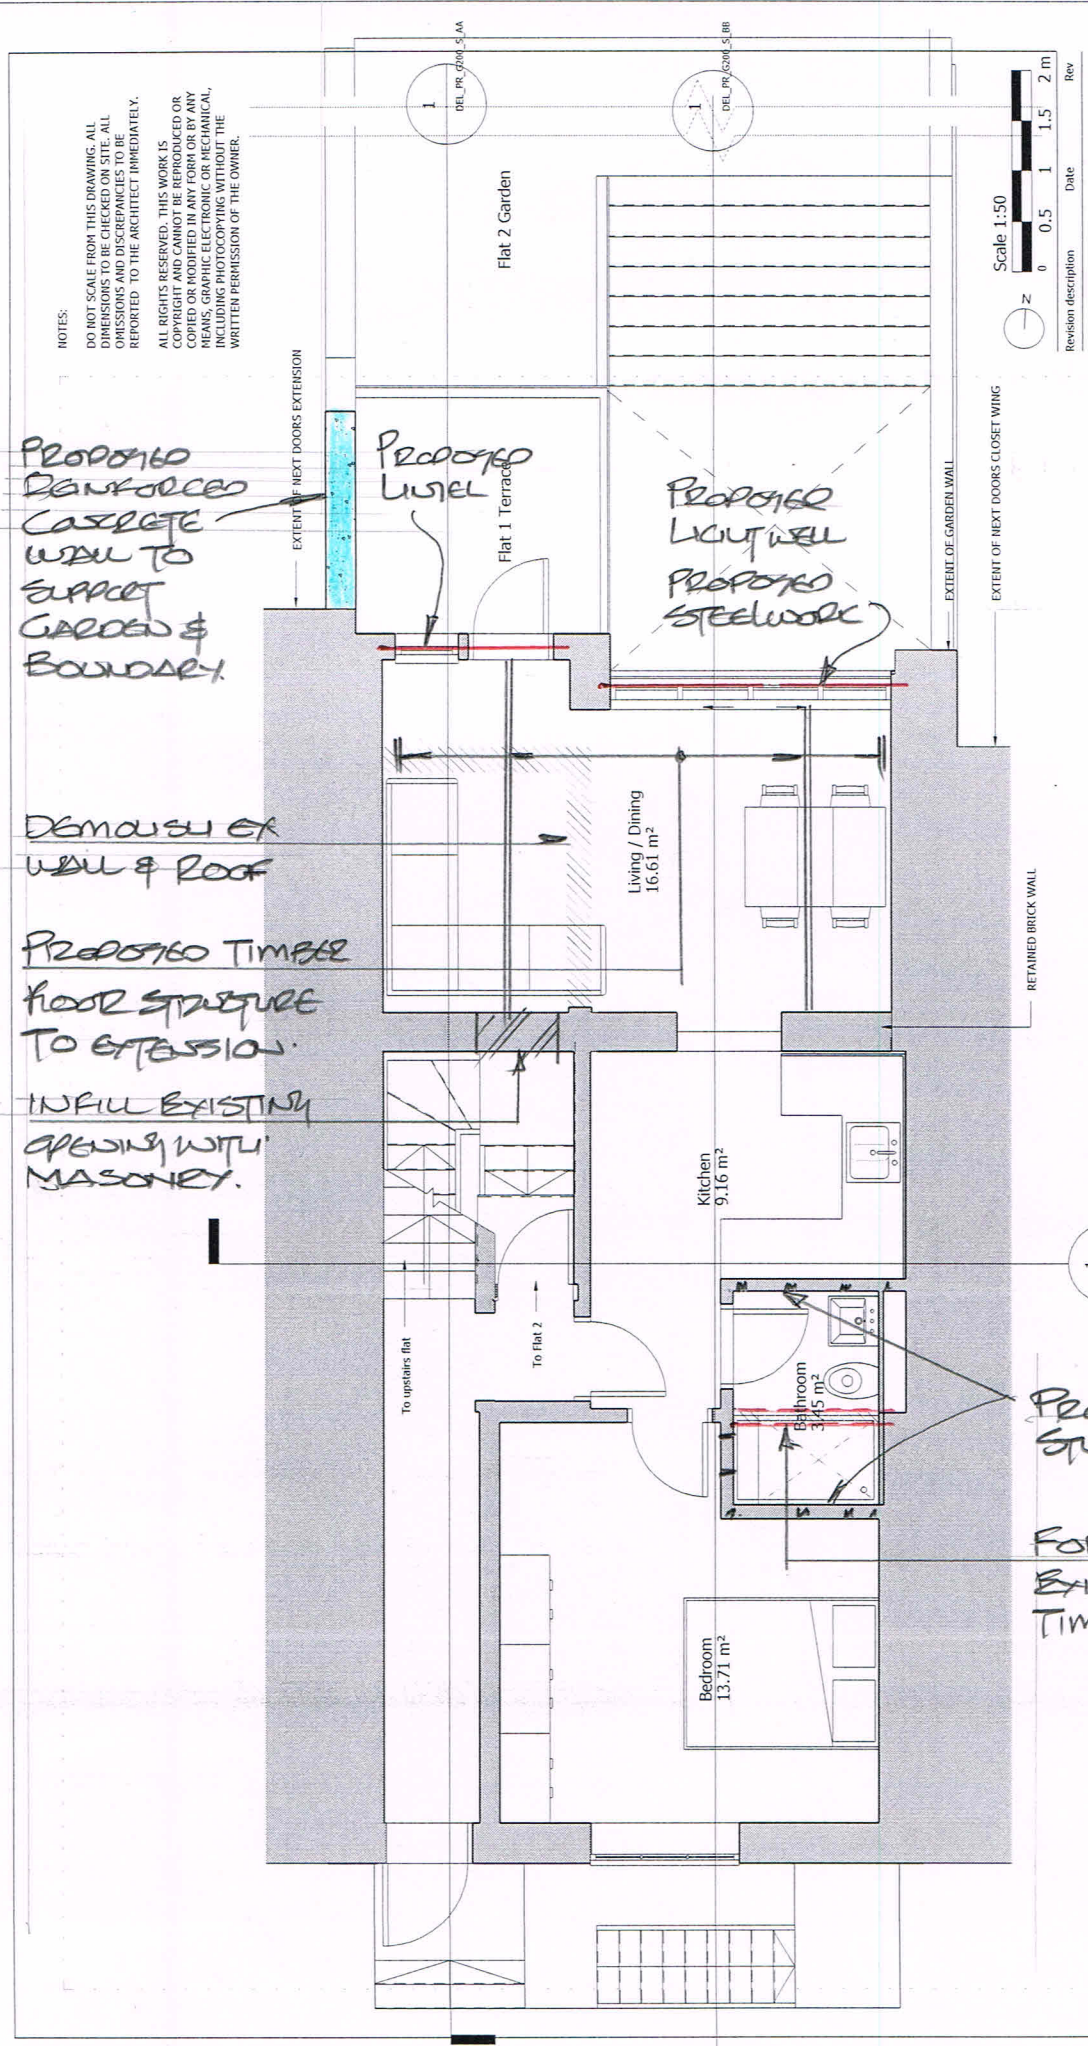 NOTES:
DO NOT SCALE FROM THIS DRAWING. ALL
DIMENSIONS TO BE CHECKED ON SITE. ALL
OMISSIONS AND DISCREPANCIES TO BE
REPORTED TO THE ARCHITECT IMMEDIATELY.
ALL RIGHTS RESERVED. THIS WORK IS
COPYRIGHT AND CANNOT BE REPRODUCED OR
COPIED OR MODIFIED IN ANY FORM OR BY ANY
MEANS, GRAPHIC ELECTRONIC OR MECHANICAL,
INCLUDING PHOTOCOPYING WITHOUT THE
WRITTEN PERMISSION OF THE OWNER.
1
DEL_PR_G200_S_AA
1
DEL_PR_G200_S_BB
Flat 2 Garden
Scale 1:50
0 0.5 1 1.5 2 m
N
Revision description Date Rev
EXTENT OF NEXT DOORS EXTENSION
PROPOSED
REINFORCED
CONCRETE
WALL TO
SUPPORT
GARDEN &
BOUNDARY.
PROPOSED
LINTEL
Flat 1 Terrace
PROPOSED
LIGHTWELL
PROPOSED
STEELWORK
EXTENT OF GARDEN WALL
EXTENT OF NEXT DOORS CLOSET WING
DEMOLISH EX
WALL & ROOF
Living / Dining
16.61 m²
PROPOSED TIMBER
FLOOR STRUCTURE
TO EXTENSION.
RETAINED BRICK WALL
INFILL EXISTING
OPENING WITH
MASONRY.
Kitchen
9.16 m²
To upstairs flat
To Flat 2
Bathroom
3.45 m²
Bedroom
13.71 m²